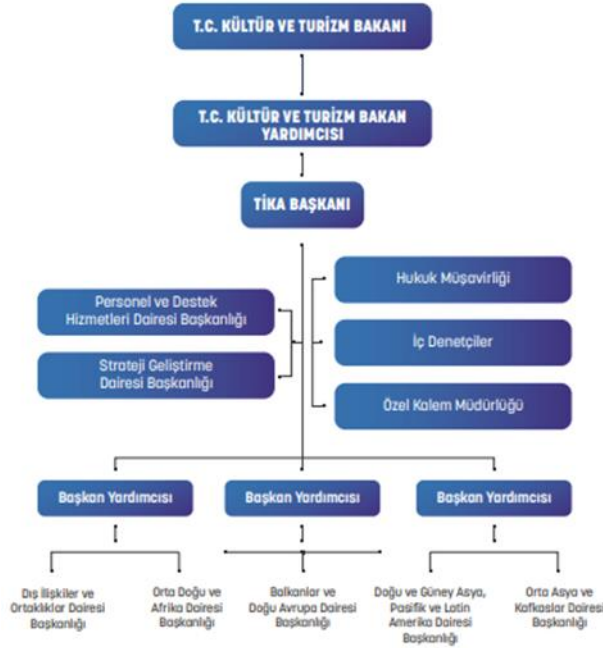 T.C. KÜLTÜR VE TURİZM BAKANI
T.C. KÜLTÜR VE TURİZM BAKAN
YARDIMCISI
TİKA BAŞKANI
Personel ve Destek
Hizmetleri Dairesi Başkanlığı
Strateji Geliştirme
Dairesi Başkanlığı
Hukuk Müşavirliği
İç Denetçiler
Özel Kalem Müdürlüğü
Başkan Yardımcısı
Başkan Yardımcısı
Başkan Yardımcısı
Dış İlişkiler ve
Ortaklıklar Dairesi
Başkanlığı
Orta Doğu ve
Afrika Dairesi
Başkanlığı
Balkanlar ve
Doğu Avrupa Dairesi
Başkanlığı
Doğu ve Güney Asya,
Pasifik ve Latin
Amerika Dairesi
Başkanlığı
Orta Asya ve
Kafkaslar Dairesi
Başkanlığı